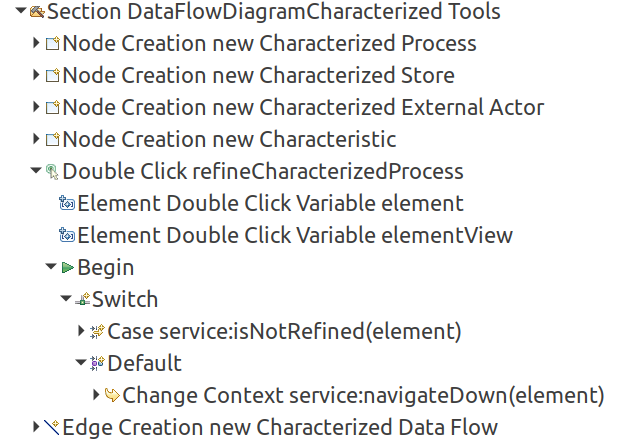 Section DataFlowDiagramCharacterized Tools
Node Creation new Characterized Process
Node Creation new Characterized Store
Node Creation new Characterized External Actor
Node Creation new Characteristic
Double Click refineCharacterizedProcess
Element Double Click Variable element
Element Double Click Variable elementView
Begin
Switch
Case service:isNotRefined(element)
Default
Change Context service:navigateDown(element)
Edge Creation new Characterized Data Flow